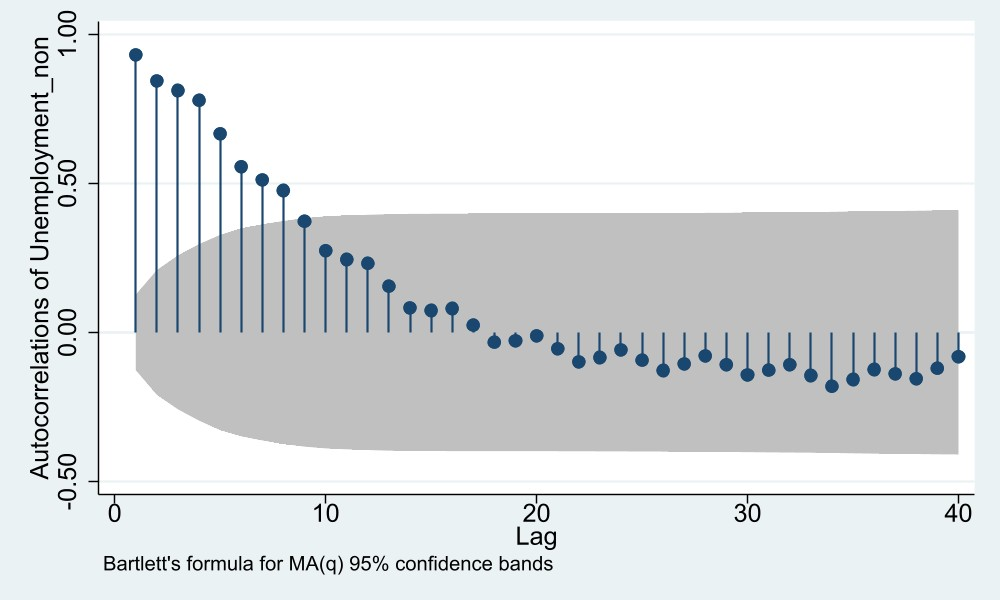 Autocorrelations of Unemployment_non
1.00
0.50
0.00
-0.50
0 10 20 30 40
Lag
Bartlett's formula for MA(q) 95% confidence bands